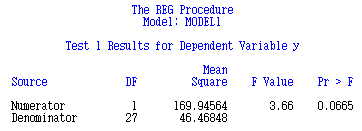 The REG Procedure
Model: MODEL1
Test 1 Results for Dependent Variable y
Mean
Source DF Square F Value Pr > F
Numerator 1 169.94564 3.66 0.0665
Denominator 27 46.46848